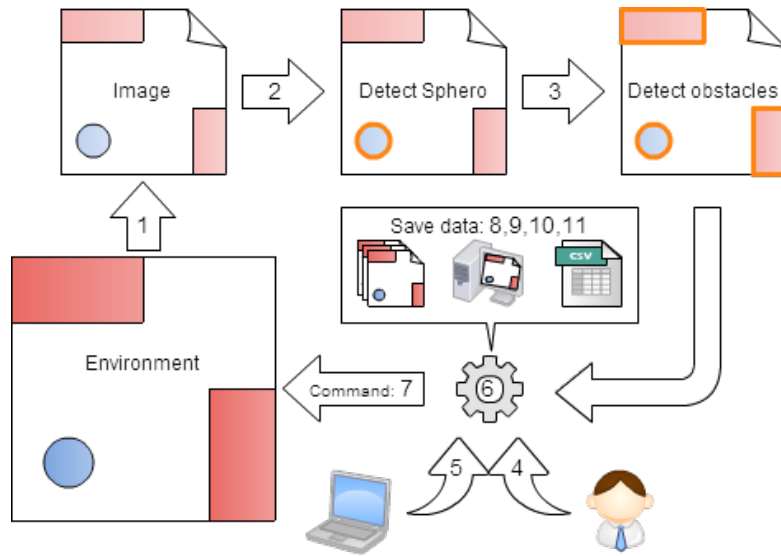 Image
2
Detect Sphero
3
Detect obstacles
1
Save data: 8,9,10,11
CSV
Environment
Command: 7
6
5
4